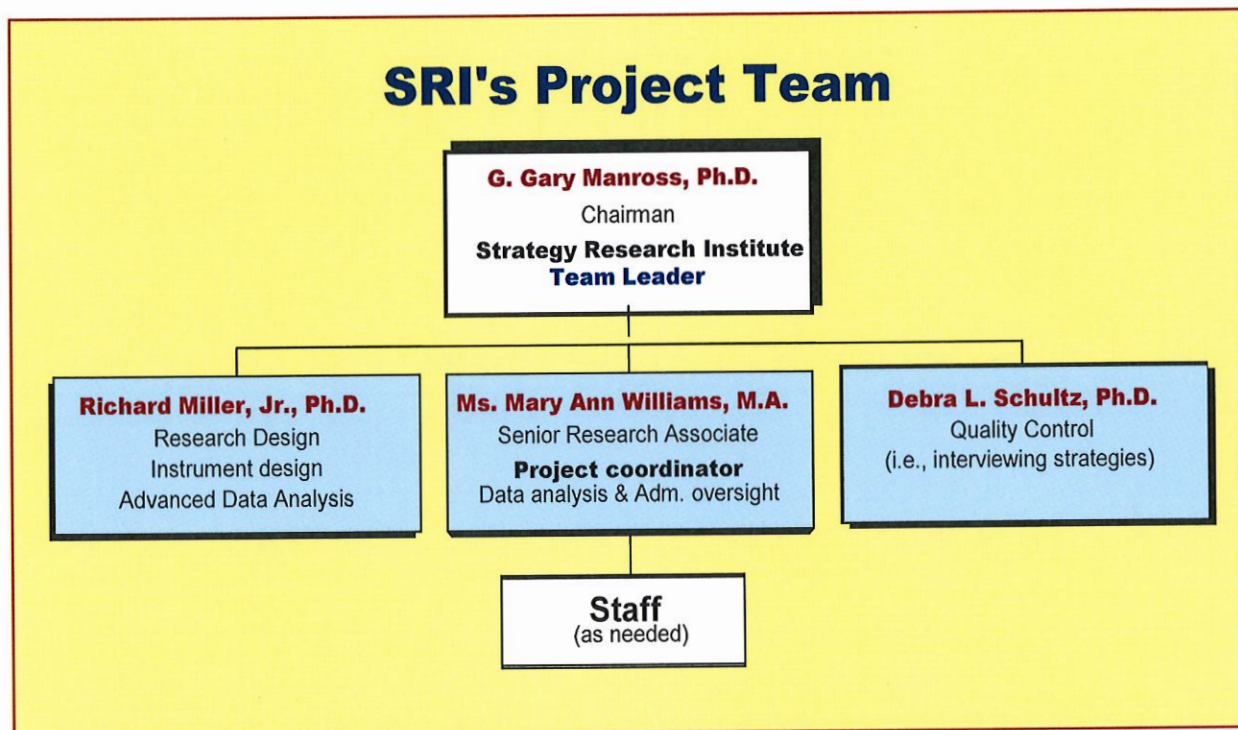 SRI's Project Team
G. Gary Manross, Ph.D.
Chairman
Strategy Research Institute
Team Leader
Richard Miller, Jr., Ph.D.
Research Design
Instrument design
Advanced Data Analysis
Ms. Mary Ann Williams, M.A.
Senior Research Associate
Project coordinator
Data analysis & Adm. oversight
Debra L. Schultz, Ph.D.
Quality Control
(i.e., interviewing strategies)
Staff
(as needed)